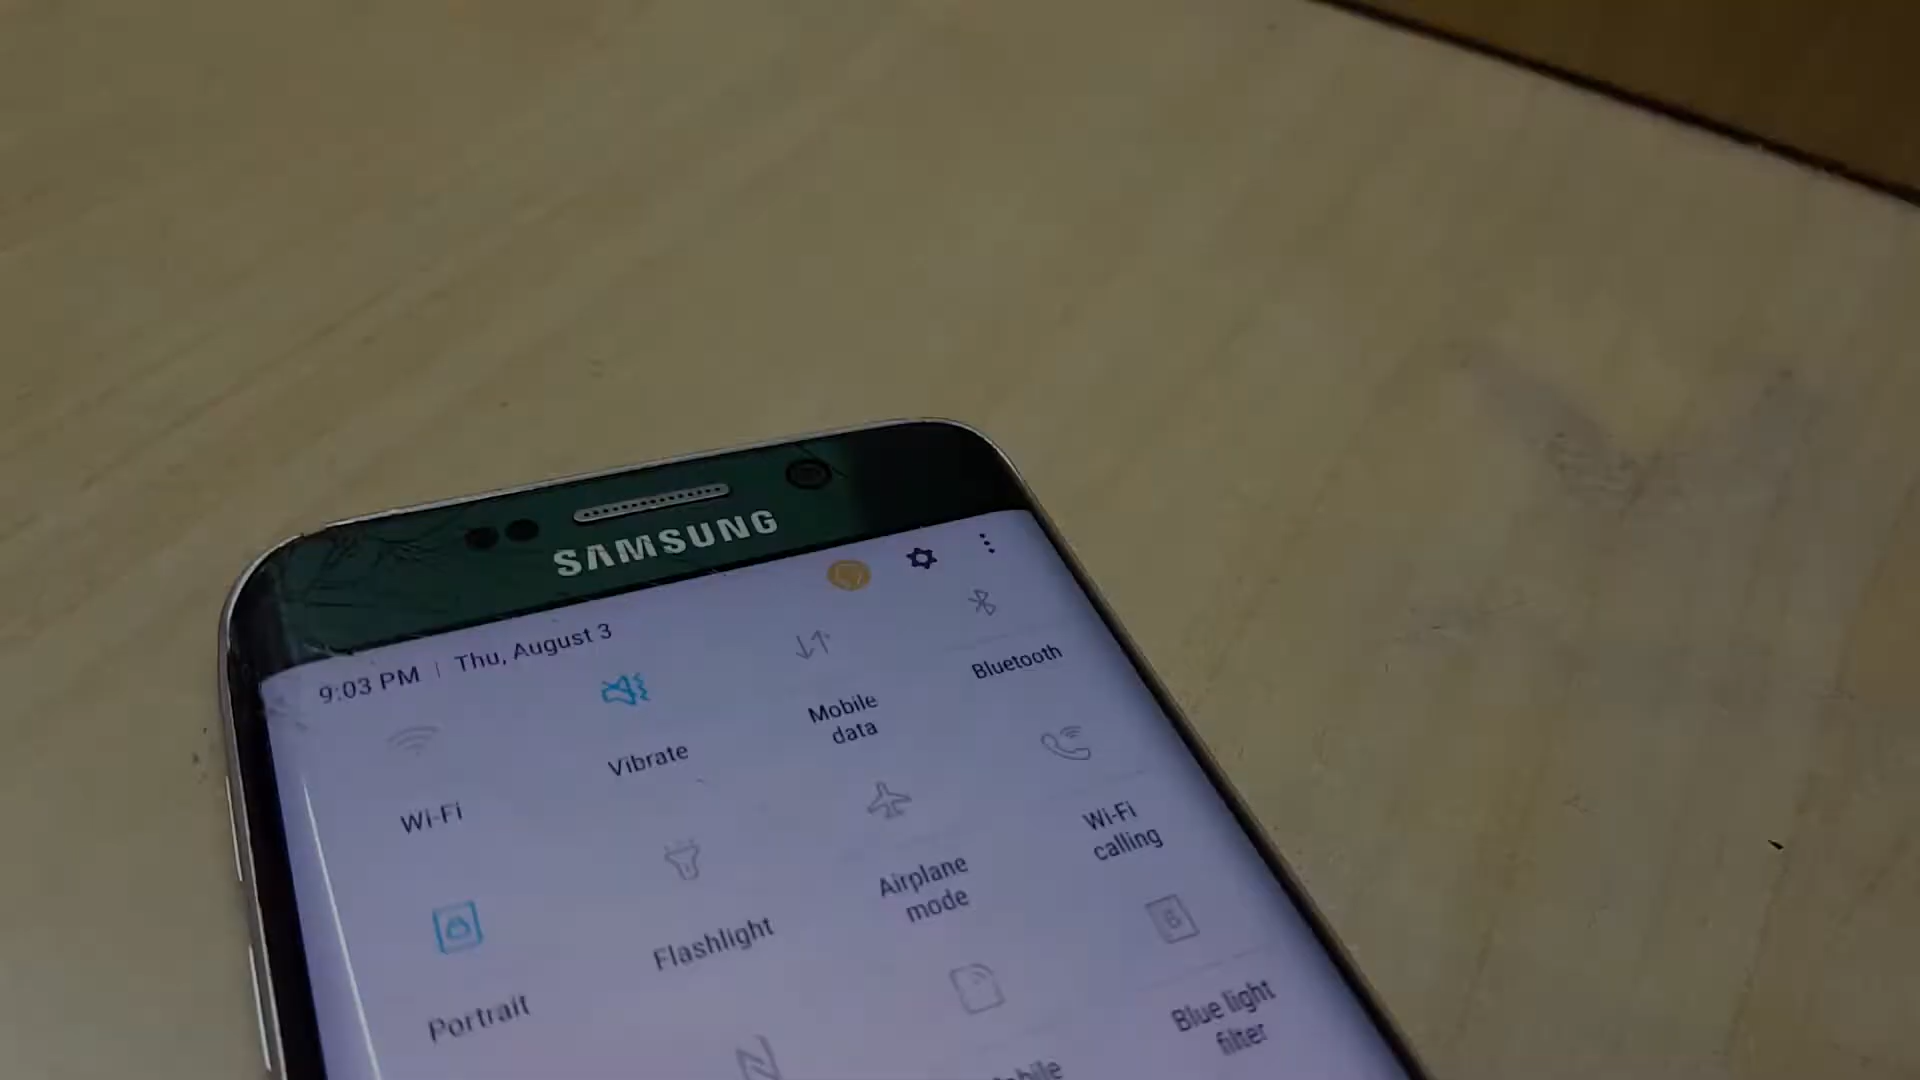 SAMSUNG
9:03 PM | Thu, August 3
Wi-Fi
Vibrate
Mobile
data
Bluetooth
Portrait
Flashlight
Airplane
mode
Wi-Fi
calling
Blue light
filter